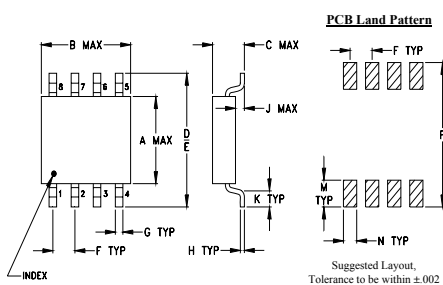 PCB Land Pattern
B MAX
C MAX
F TYP
8 7 6 5
A MAX
D
E
J MAX
K TYP
M
TYP
1 2 3 4
G TYP
F TYP
H TYP
N TYP
INDEX
Suggested Layout,
Tolerance to be within ±.002